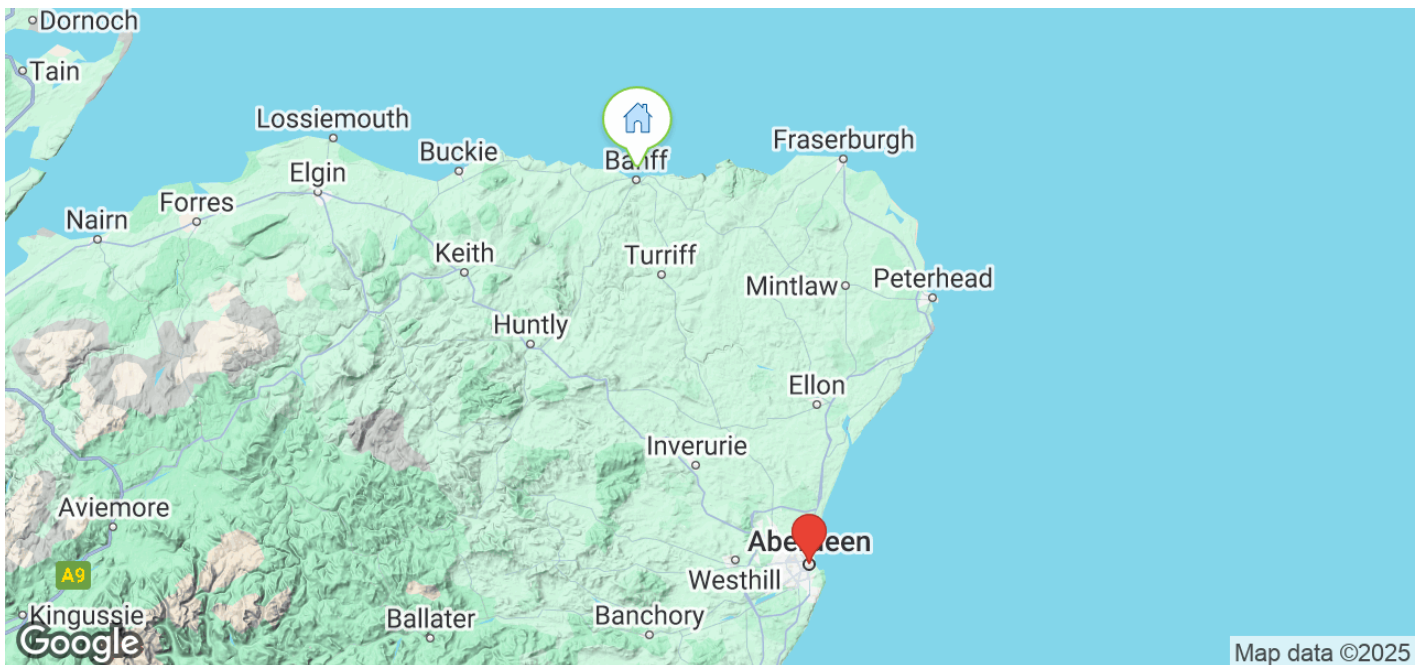 Dornoch
Tain
Lossiemouth
Fraserburgh
Buckie
Banff
Elgin
Forres
Nairn
Keith
Turriff
Mintlaw
Peterhead
Huntly
Ellon
Inverurie
Aviemore
Aberdeen
A9
Westhill
Kingussie
Ballater
Banchory
Google
Map data ©2025